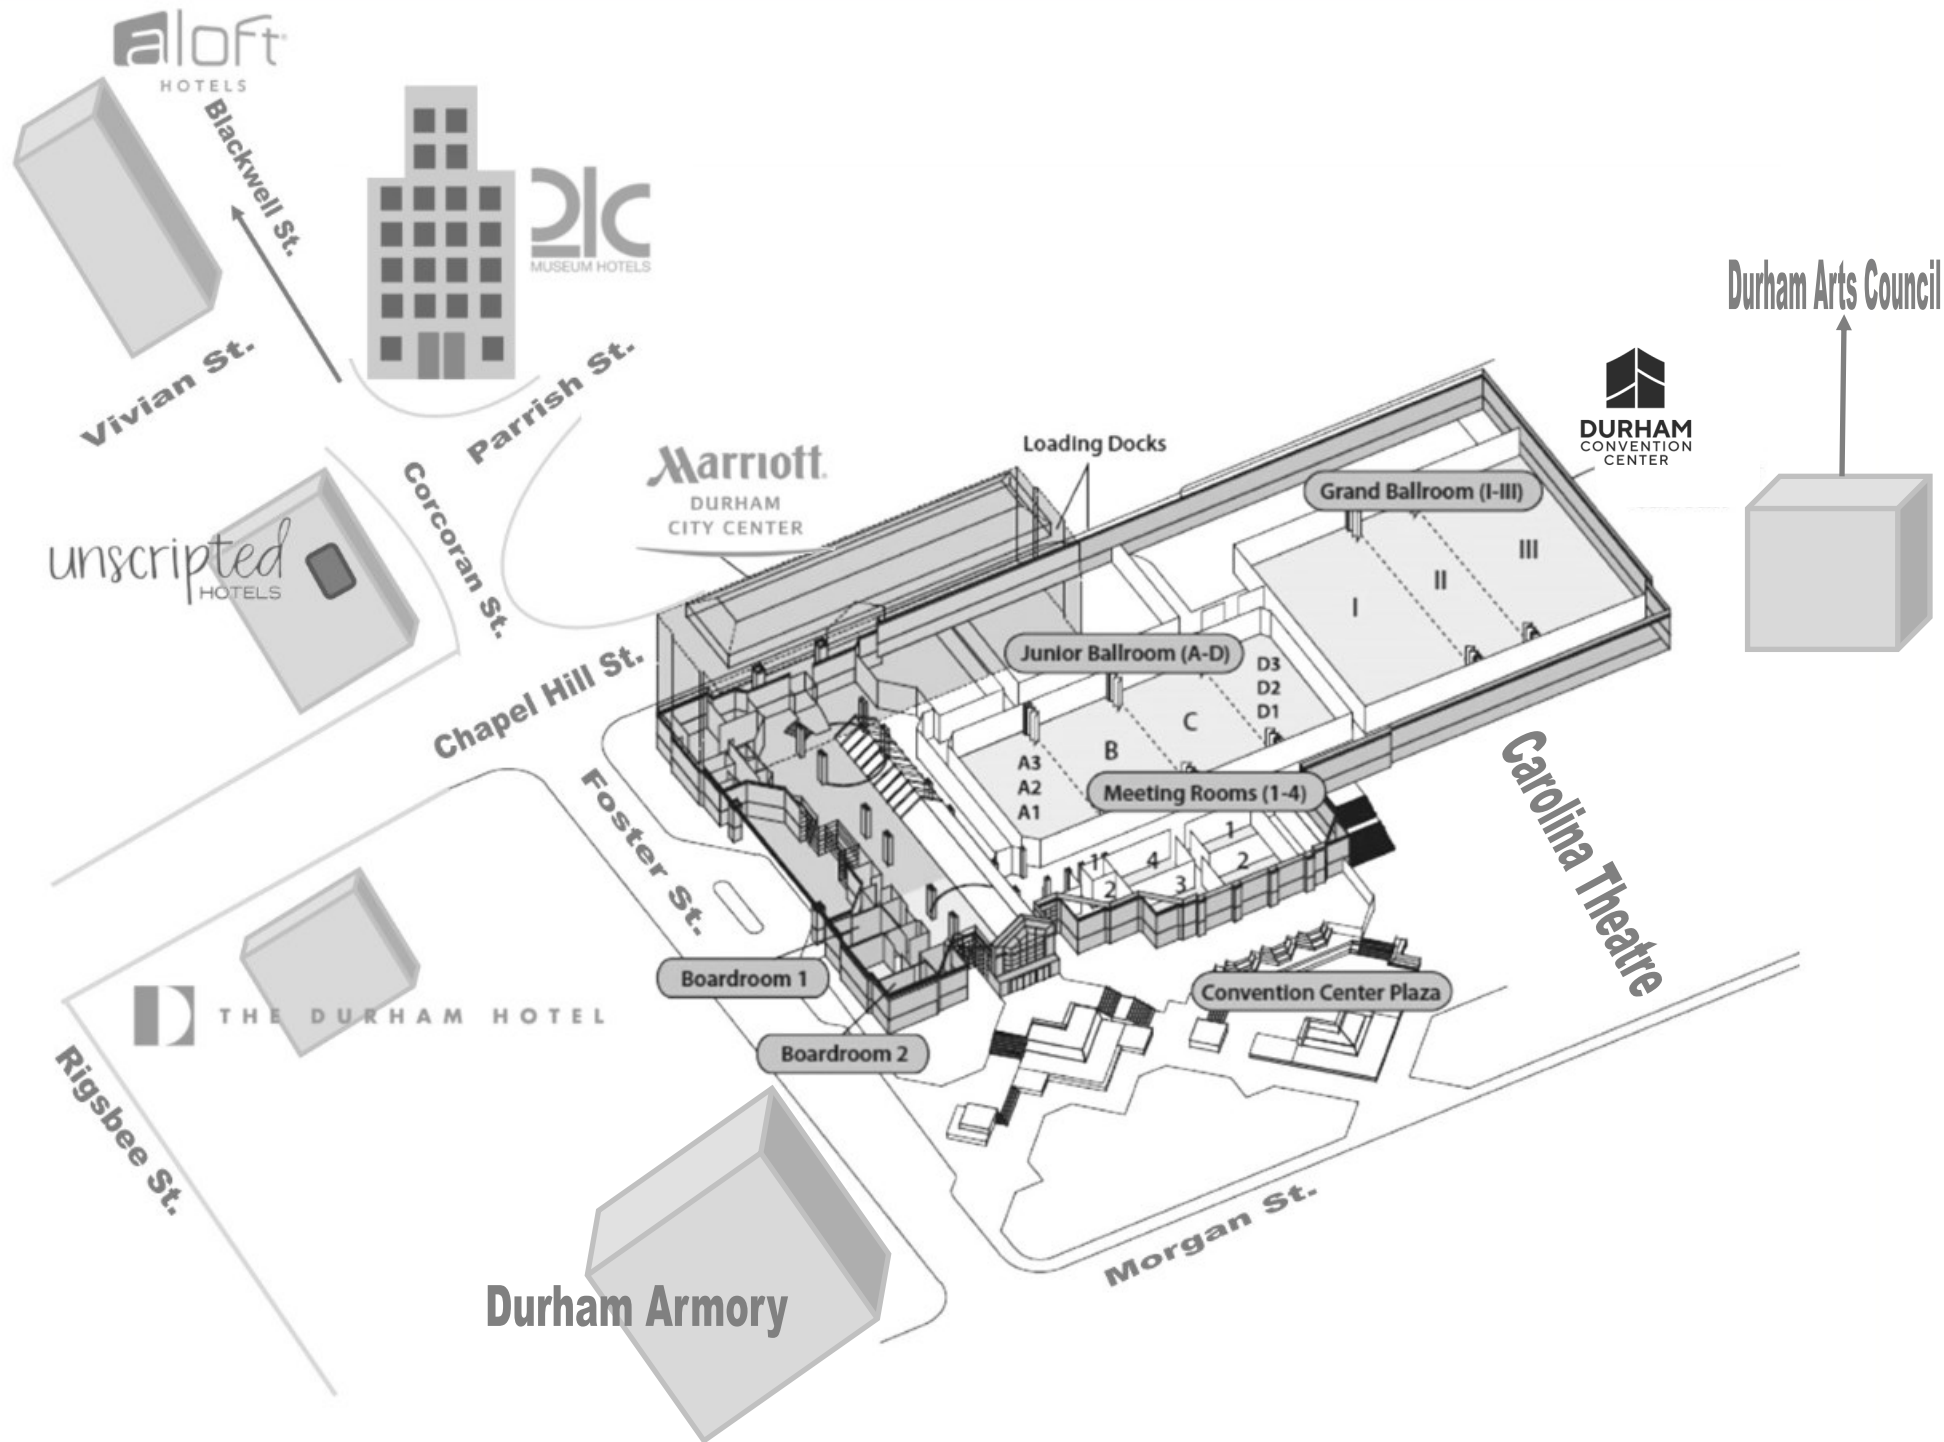 aloft
HOTELS
Blackwell St.
21c
MUSEUM HOTELS
Durham Arts Council
Vivian St.
Parrish St.
DURHAM
CONVENTION
CENTER
Loading Docks
Marriott
DURHAM
CITY CENTER
Grand Ballroom (I-III)
Corcoran St.
unscripted
HOTELS
III
II
I
Junior Ballroom (A-D)
D3
D2
D1
Chapel Hill St.
C
B
A3
A2
A1
Meeting Rooms (1-4)
Carolina Theatre
Foster St.
1
2
4
3
1
2
Boardroom 1
Convention Center Plaza
THE DURHAM HOTEL
Boardroom 2
Rigsbee St.
Morgan St.
Durham Armory